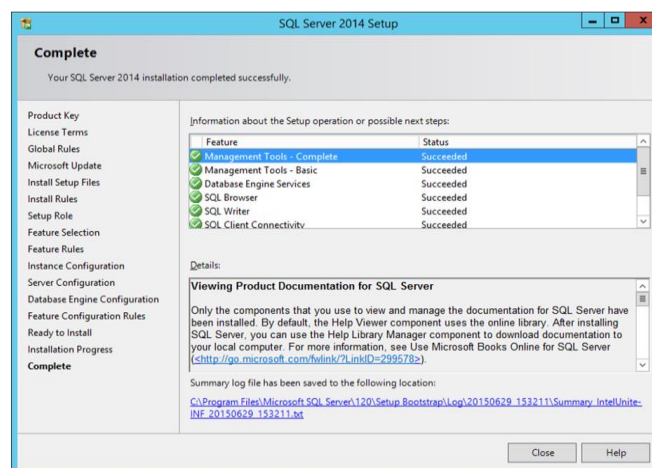 SQL Server 2014 Setup
Complete
Your SQL Server 2014 installation completed successfully.
Product Key
License Terms
Global Rules
Microsoft Update
Install Setup Files
Install Rules
Setup Role
Feature Selection
Feature Rules
Instance Configuration
Server Configuration
Database Engine Configuration
Feature Configuration Rules
Ready to Install
Installation Progress
Complete
Information about the Setup operation or possible next steps:
Feature Status
Management Tools - Complete Succeeded
Management Tools - Basic Succeeded
Database Engine Services Succeeded
SQL Browser Succeeded
SQL Writer Succeeded
SQL Client Connectivity Succeeded
Details:
Viewing Product Documentation for SQL Server
Only the components that you use to view and manage the documentation for SQL Server have
been installed. By default, the Help Viewer component uses the online library. After installing
SQL Server, you can use the Help Library Manager component to download documentation to
your local computer. For more information, see Use Microsoft Books Online for SQL Server
(<http://go.microsoft.com/fwlink/?LinkID=299578>).
Summary log file has been saved to the following location:
C:\Program Files\Microsoft SQL Server\120\Setup Bootstrap\Log\20150629_153211\Summary_IntelUnite-
INF_20150629_153211.txt
Close Help